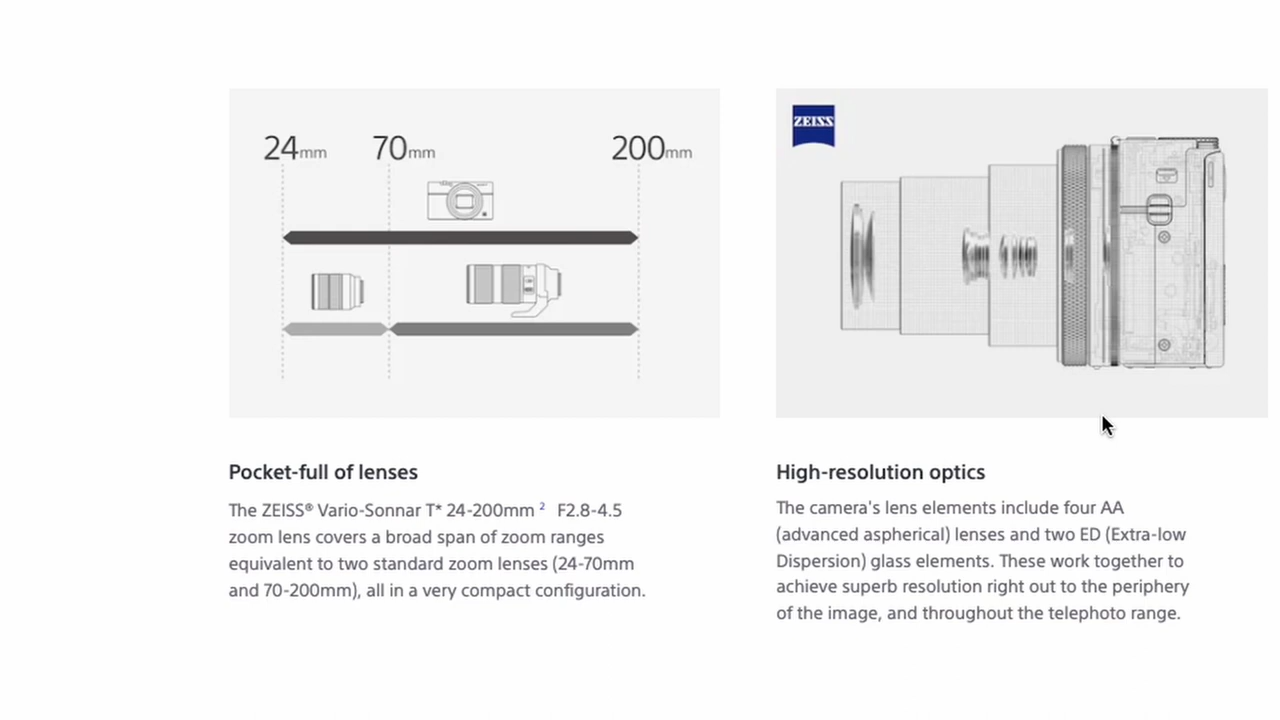 24mm 70mm 200mm
ZEISS
Pocket-full of lenses
The ZEISS® Vario-Sonnar T* 24-200mm 2 F2.8-4.5
zoom lens covers a broad span of zoom ranges
equivalent to two standard zoom lenses (24-70mm
and 70-200mm), all in a very compact configuration.
High-resolution optics
The camera's lens elements include four AA
(advanced aspherical) lenses and two ED (Extra-low
Dispersion) glass elements. These work together to
achieve superb resolution right out to the periphery
of the image, and throughout the telephoto range.